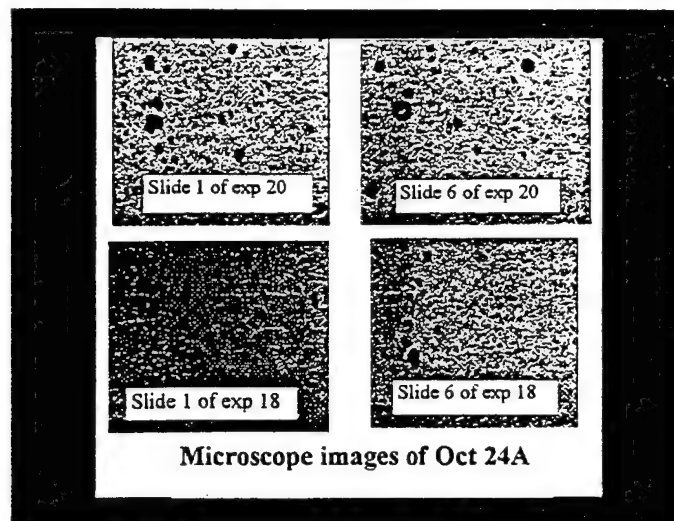 Slide 1 of exp 20
Slide 6 of exp 20
Slide 1 of exp 18
Slide 6 of exp 18
Microscope images of Oct 24A